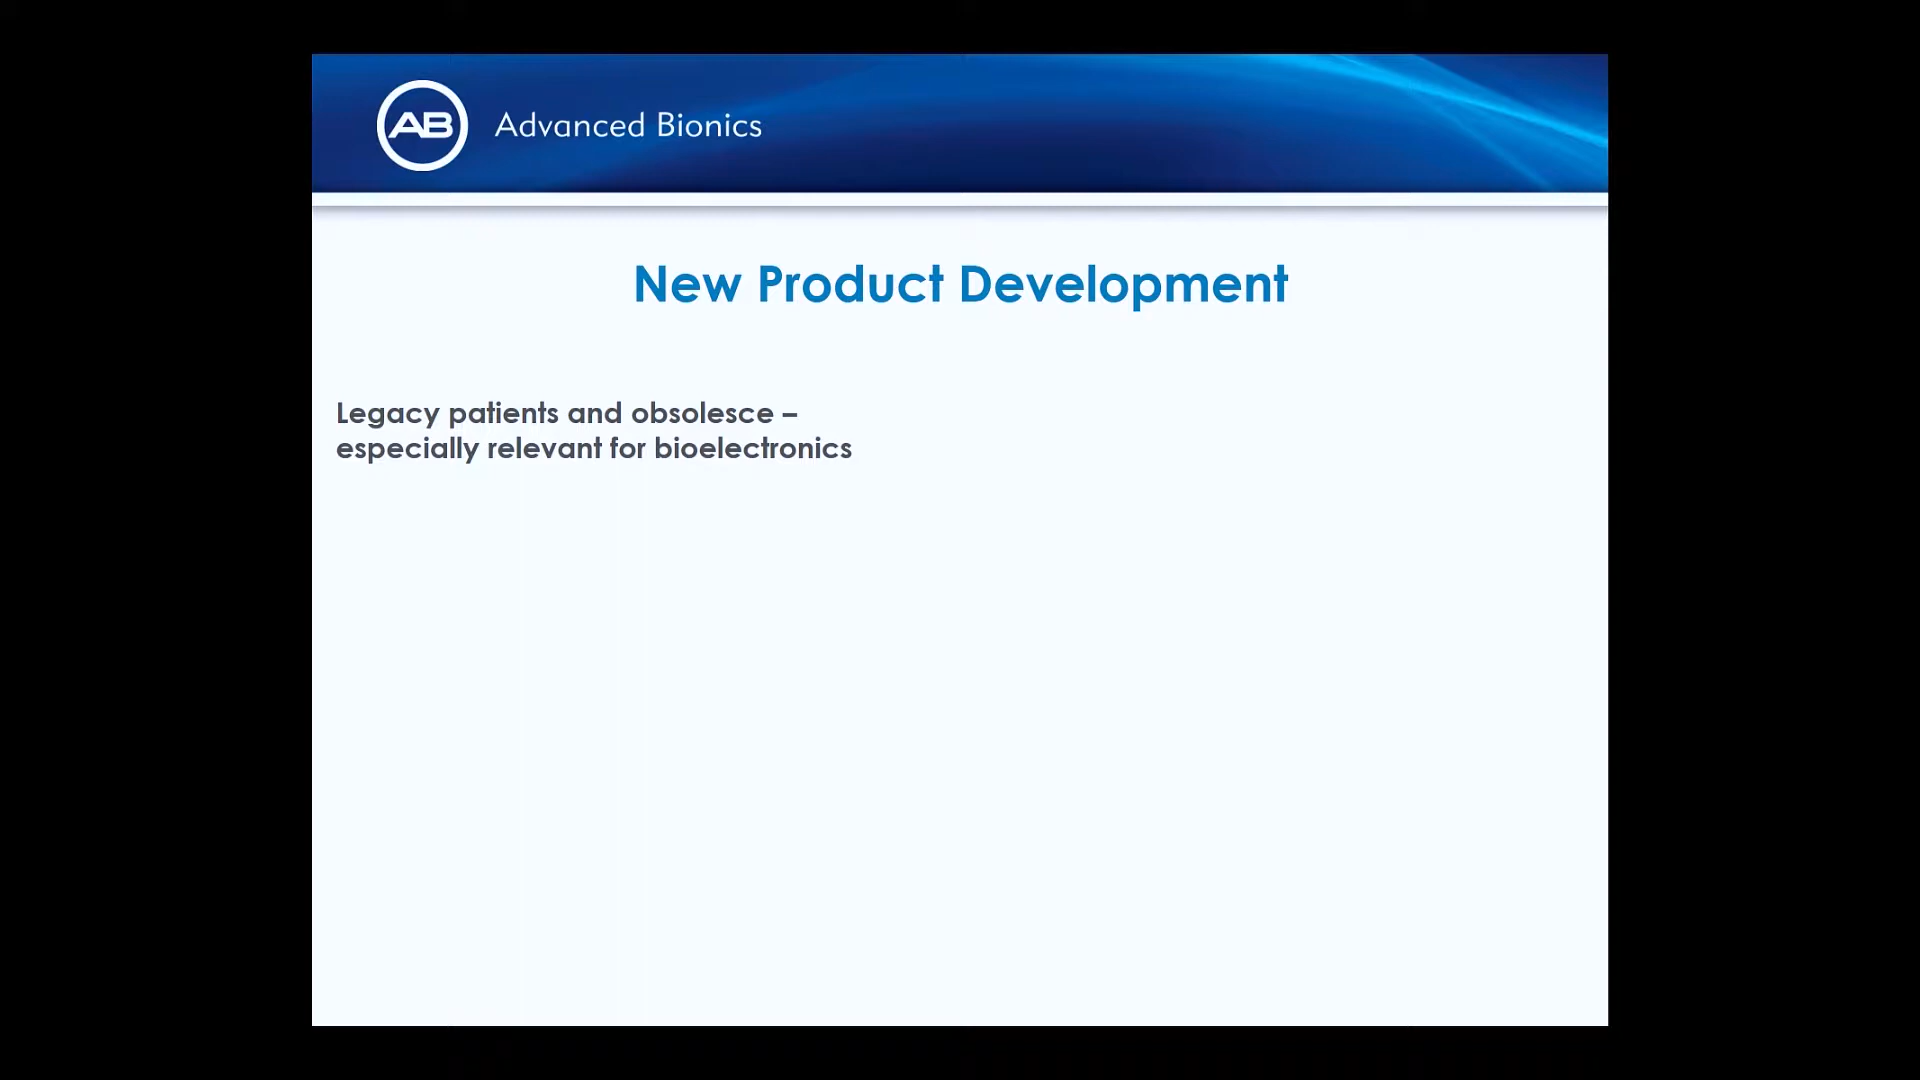 AB Advanced Bionics
New Product Development
Legacy patients and obsolesce –
especially relevant for bioelectronics